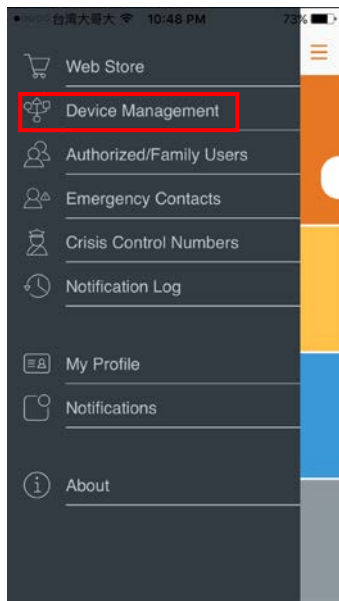 台湾大哥大 10:48 PM 73%
Web Store
Device Management
Authorized/Family Users
Emergency Contacts
Crisis Control Numbers
Notification Log
My Profile
Notifications
About